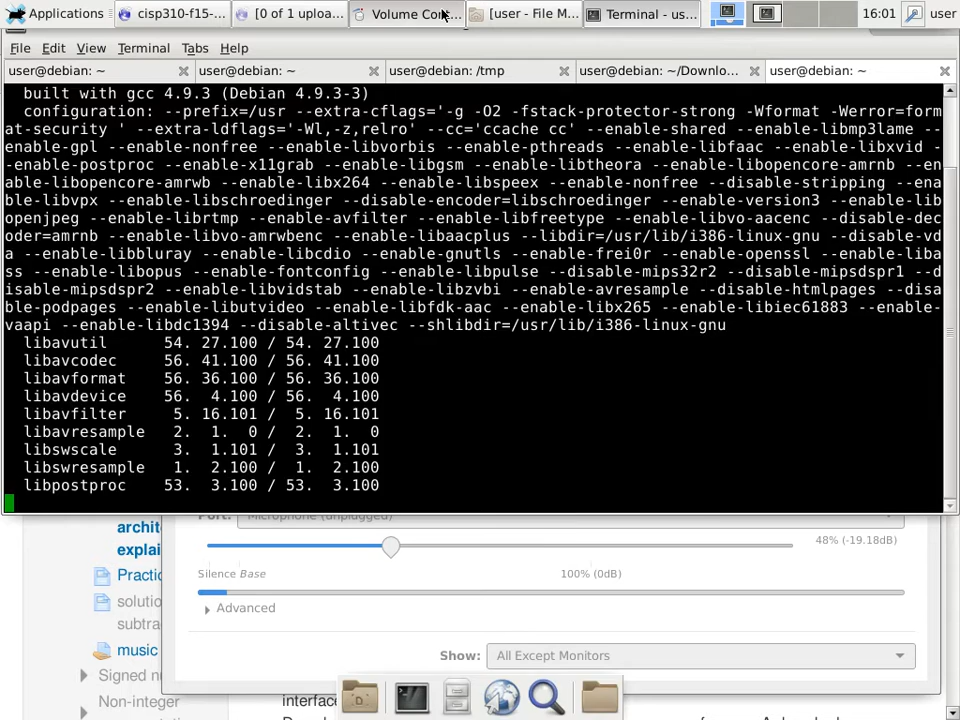 Applications
cisp310-f15-...
[0 of 1 uploa...
Volume Con...
[user - File M...
Terminal - us...
16:01
user
File Edit View Terminal Tabs Help
user@debian: ~
user@debian: ~
user@debian: /tmp
user@debian: ~/Downlo...
user@debian: ~
built with gcc 4.9.3 (Debian 4.9.3-3)
configuration: --prefix=/usr --extra-cflags='-g -O2 -fstack-protector-strong -Wformat -Werror=form
at-security ' --extra-ldflags='-Wl,-z,relro' --cc='ccache cc' --enable-shared --enable-libmp3lame --
enable-gpl --enable-nonfree --enable-libvorbis --enable-pthreads --enable-libfaac --enable-libxvid -
-enable-postproc --enable-x11grab --enable-libgsm --enable-libtheora --enable-libopencore-amrnb --en
able-libopencore-amrwb --enable-libx264 --enable-libspeex --enable-nonfree --disable-stripping --ena
ble-libvpx --enable-libschroedinger --disable-encoder=libschroedinger --enable-version3 --enable-lib
openjpeg --enable-librtmp --enable-avfilter --enable-libfreetype --enable-libvo-aacenc --disable-dec
oder=amrnb --enable-libvo-amrwbenc --enable-libaacplus --libdir=/usr/lib/i386-linux-gnu --disable-vd
a --enable-libbluray --enable-libcdio --enable-gnutls --enable-frei0r --enable-openssl --enable-liba
ss --enable-libopus --enable-fontconfig --enable-libpulse --disable-mips32r2 --disable-mipsdspr1 --d
isable-mipsdspr2 --enable-libvidstab --enable-libzvbi --enable-avresample --disable-htmlpages --disa
ble-podpages --enable-libutvideo --enable-libfdk-aac --enable-libx265 --enable-libiec61883 --enable-
vaapi --enable-libdc1394 --disable-altivec --shlibdir=/usr/lib/i386-linux-gnu
libavutil 54. 27.100 / 54. 27.100
libavcodec 56. 41.100 / 56. 41.100
libavformat 56. 36.100 / 56. 36.100
libavdevice 56. 4.100 / 56. 4.100
libavfilter 5. 16.101 / 5. 16.101
libavresample 2. 1. 0 / 2. 1. 0
libswscale 3. 1.101 / 3. 1.101
libswresample 1. 2.100 / 1. 2.100
libpostproc 53. 3.100 / 53. 3.100
Port: Microphone (unplugged)
archite
explai
48% (-19.18dB)
Silence Base 100% (0dB)
Practic
solutio
subtra
Advanced
music
Show: All Except Monitors
Signed nu
Non-integer
interfac